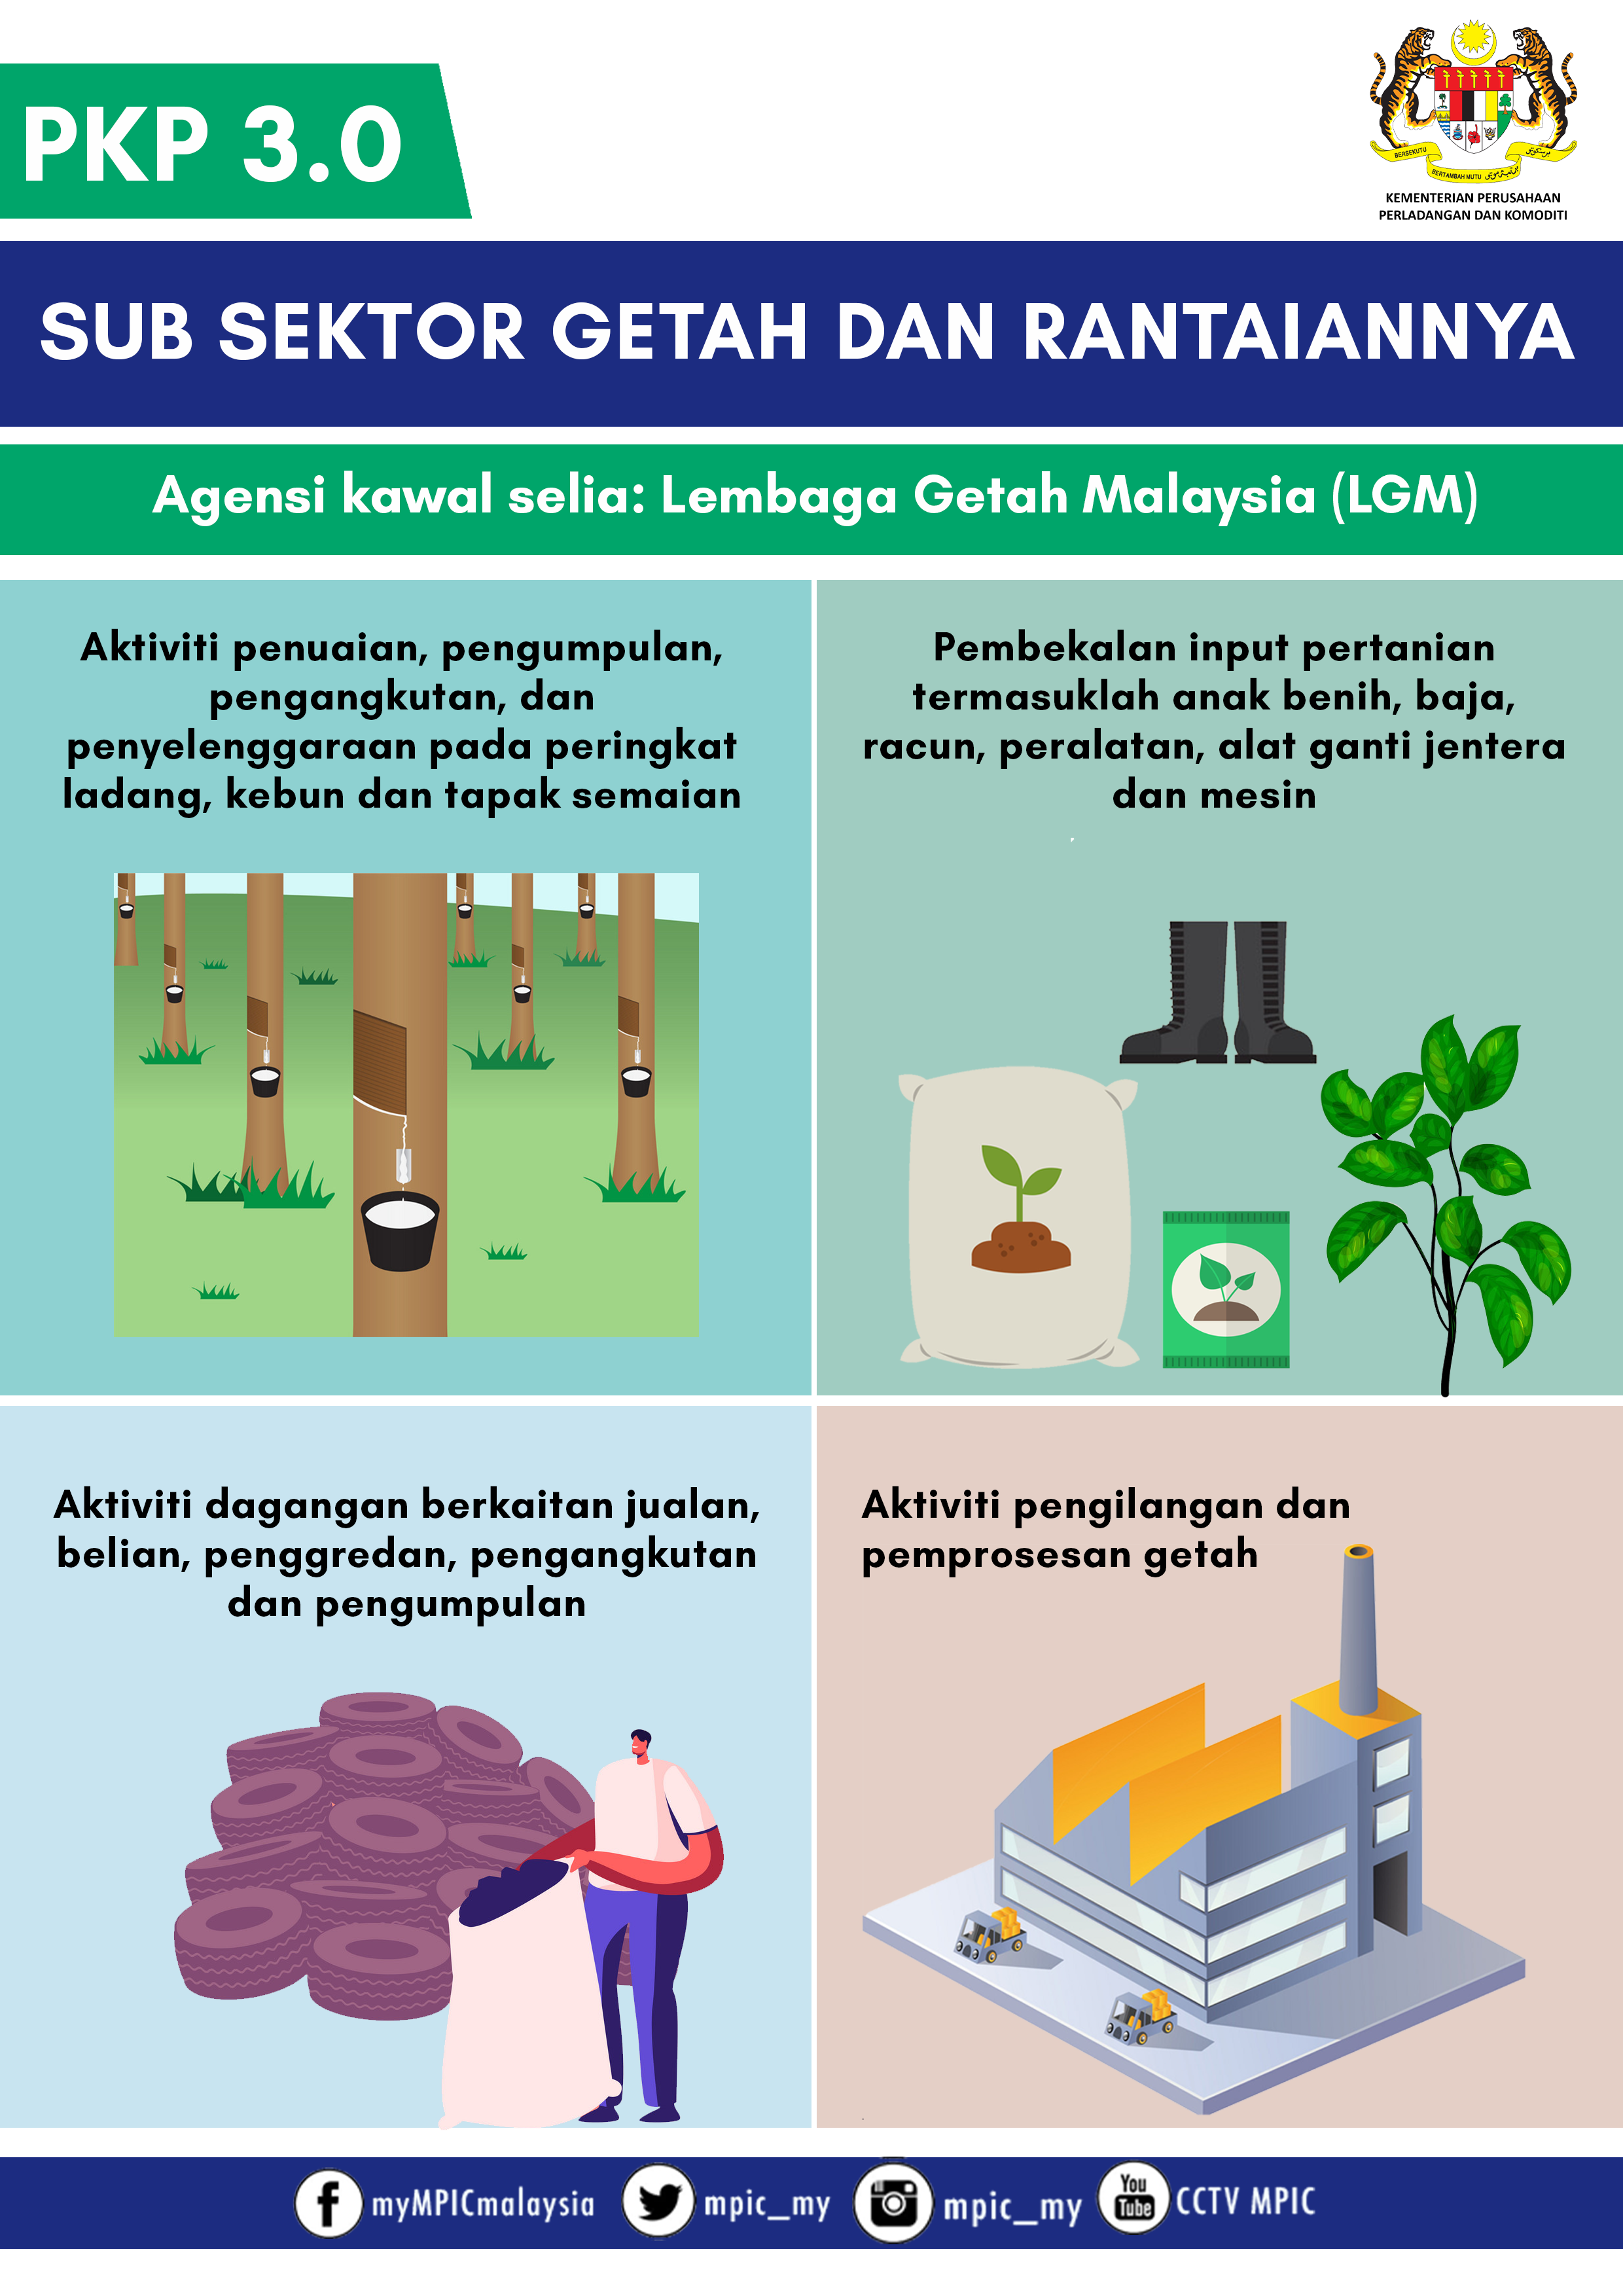 PKP 3.0
BERSEKUTU
BERTAMBAH MUTU
KEMENTERIAN PERUSAHAAN
PERLADANGAN DAN KOMODITI
SUB SEKTOR GETAH DAN RANTAIANNYA
Agensi kawal selia: Lembaga Getah Malaysia (LGM)
Aktiviti penuaian, pengumpulan,
pengangkutan, dan
penyelenggaraan pada peringkat
ladang, kebun dan tapak semaian
Pembekalan input pertanian
termasuklah anak benih, baja,
racun, peralatan, alat ganti jentera
dan mesin
Aktiviti dagangan berkaitan jualan,
belian, penggredan, pengangkutan
dan pengumpulan
Aktiviti pengilangan dan
pemprosesan getah
myMPICmalaysia
mpic_my
mpic_my
You
Tube
CCTV MPIC